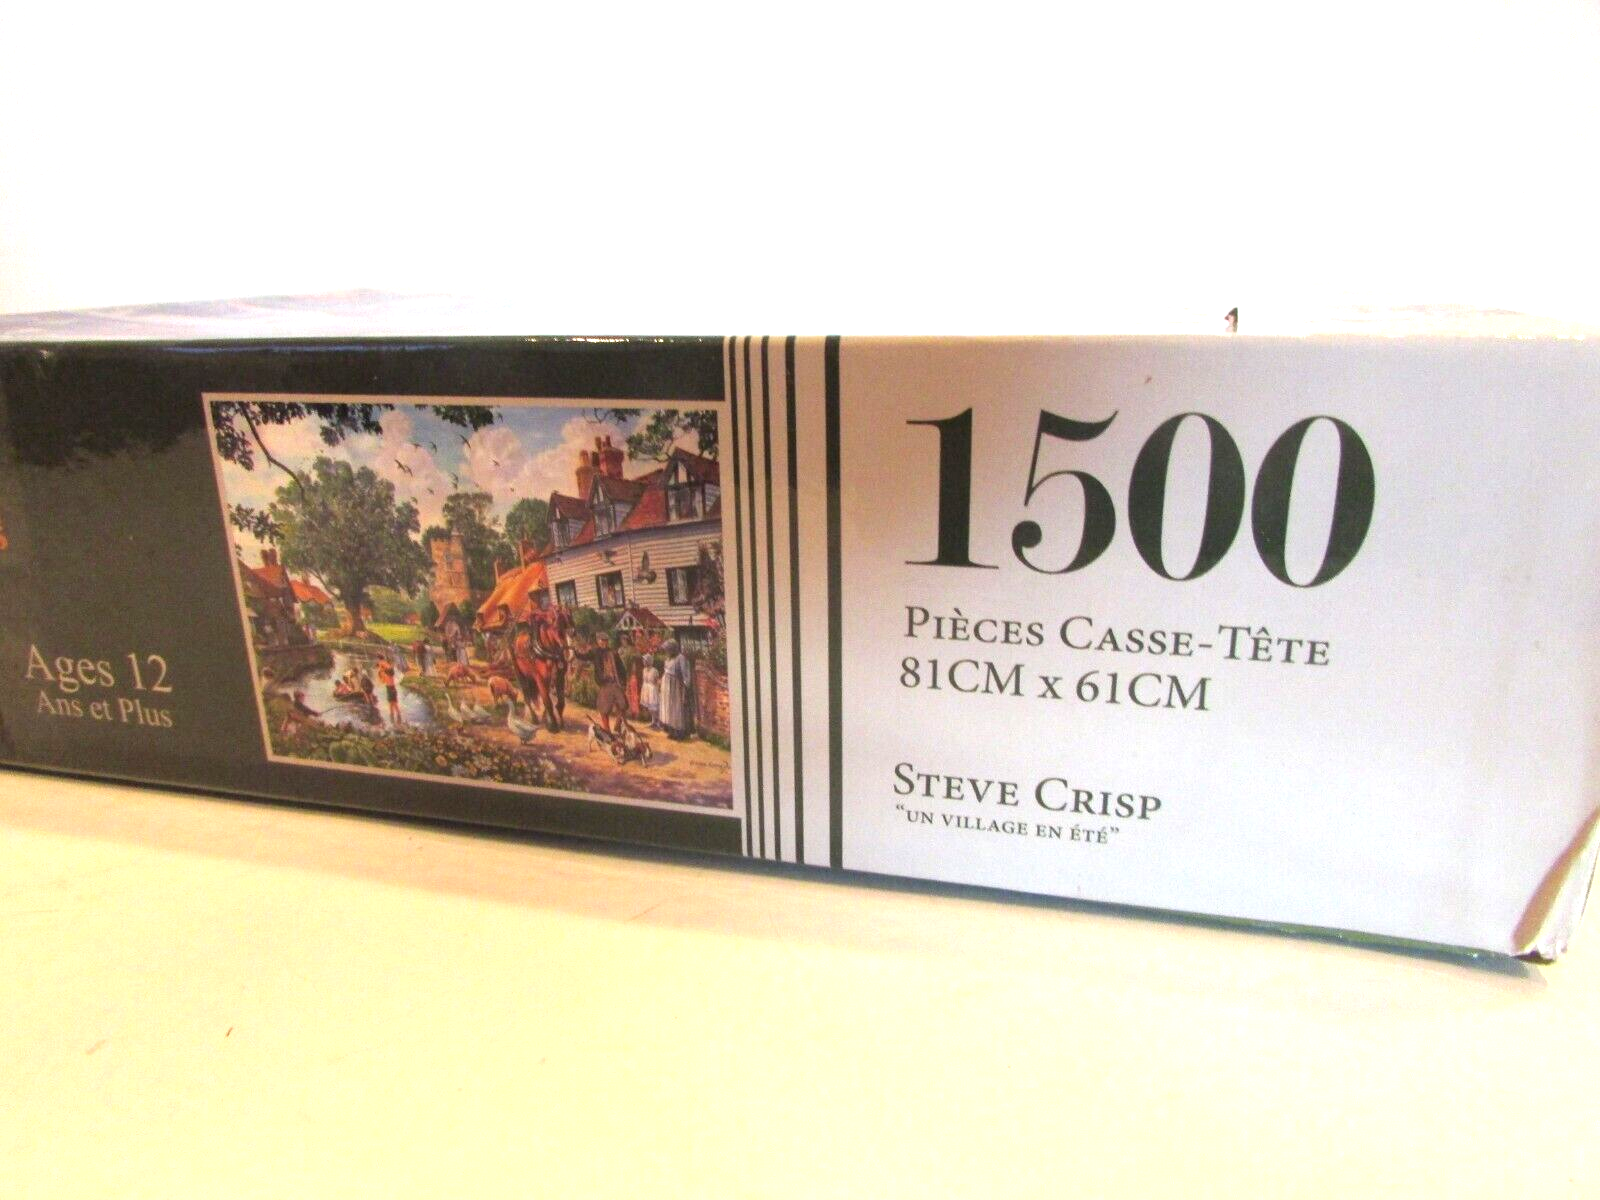 Ages 12
Ans et Plus
1500
PIÈCES CASSE-TÊTE
81CM x 61CM
STEVE CRISP
“UN VILLAGE EN ÉTÉ”